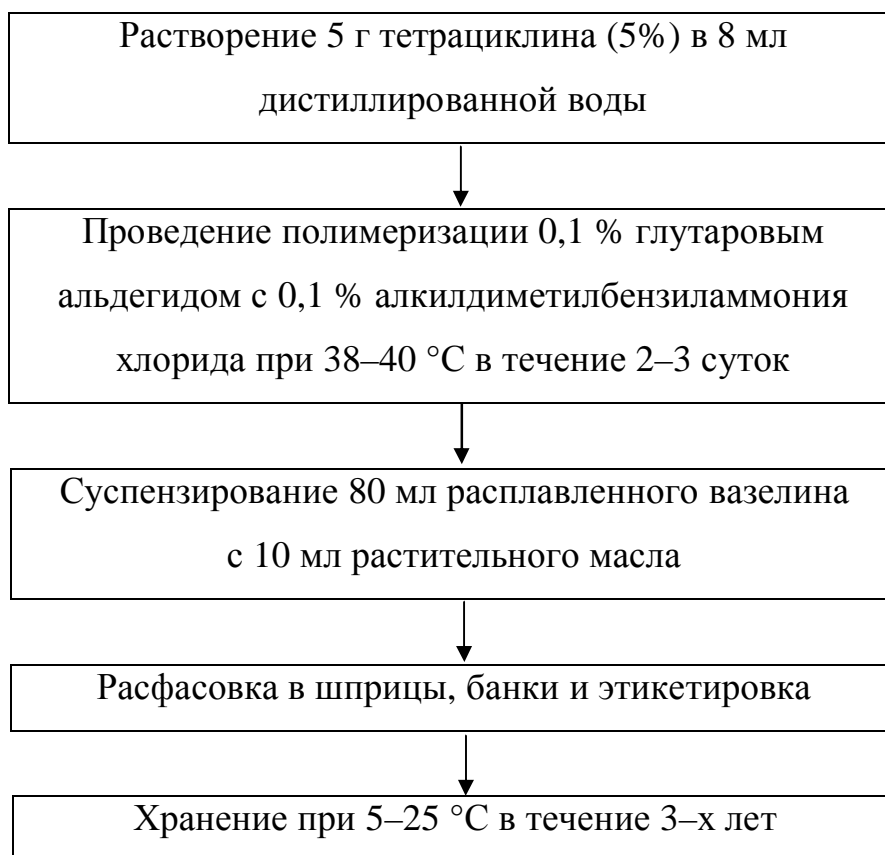 Растворение 5 г тетрациклина (5%) в 8 мл
дистиллированной воды
Проведение полимеризации 0,1 % глутаровым
альдегидом с 0,1 % алкилдиметилбензиламмония
хлорида при 38–40 °С в течение 2–3 суток
Суспензирование 80 мл расплавленного вазелина
с 10 мл растительного масла
Расфасовка в шприцы, банки и этикетировка
Хранение при 5–25 °С в течение 3–х лет